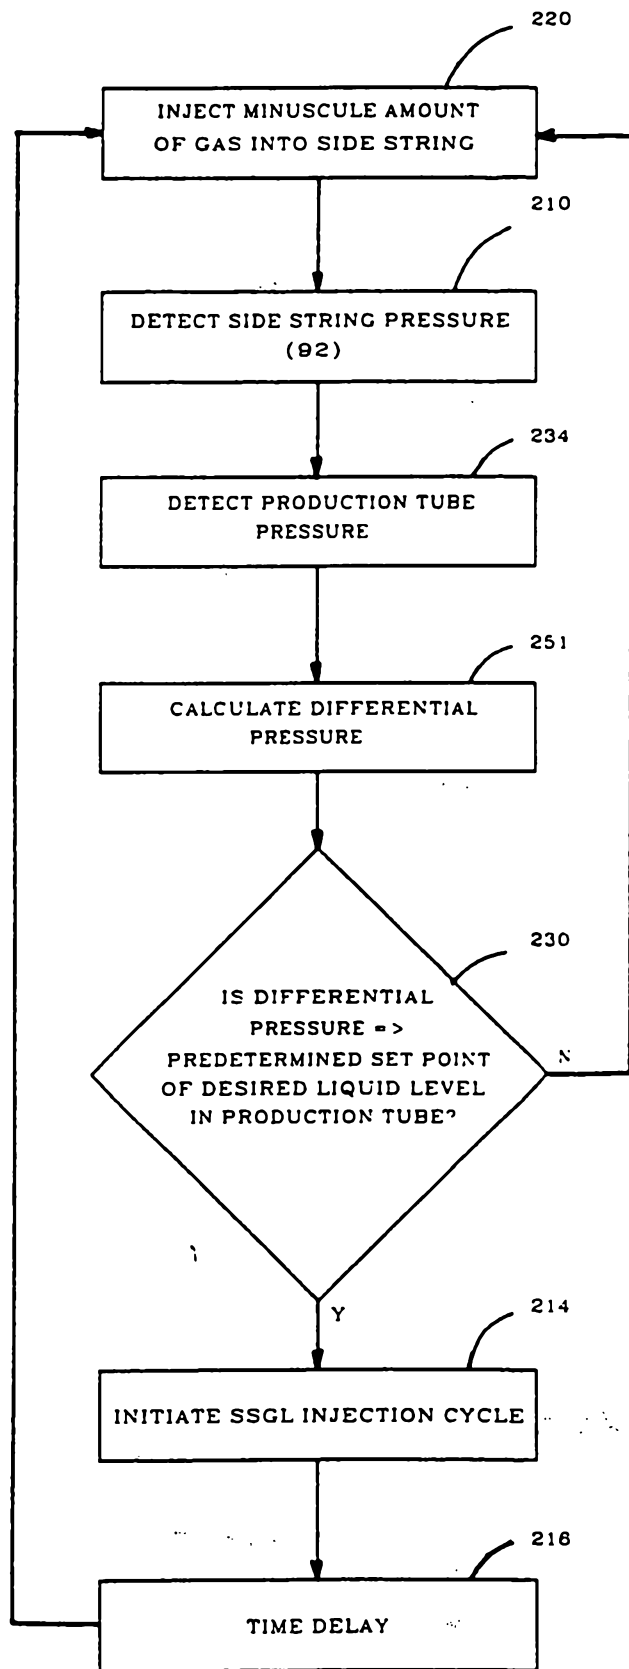 220
INJECT MINUSCULE AMOUNT
OF GAS INTO SIDE STRING
210
DETECT SIDE STRING PRESSURE
(92)
234
DETECT PRODUCTION TUBE
PRESSURE
251
CALCULATE DIFFERENTIAL
PRESSURE
230
IS DIFFERENTIAL
PRESSURE =>
PREDETERMINED SET POINT
OF DESIRED LIQUID LEVEL
IN PRODUCTION TUBE?
N
Y
214
INITIATE SSGL INJECTION CYCLE
216
TIME DELAY